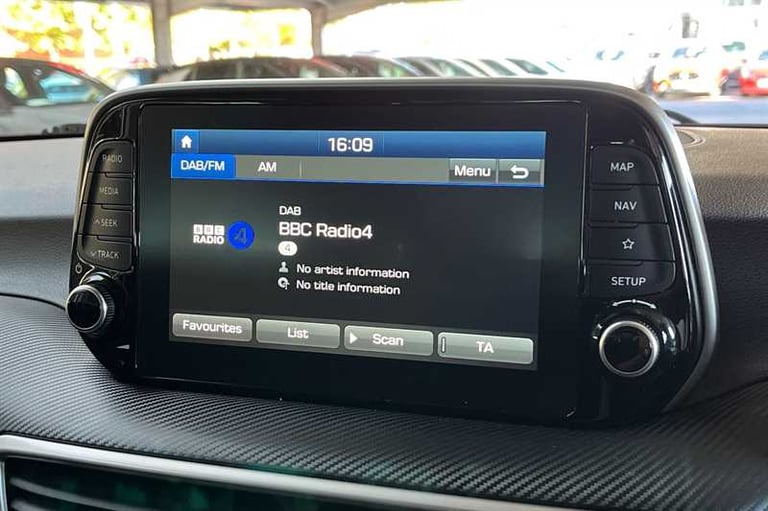 16:09
DAB/FM
AM
Menu
DAB
BBC Radio4
4
BBC
RADIO 4
No artist information
No title information
Favourites
List
Scan
TA
RADIO
MEDIA
SEEK
TRACK
MAP
NAV
SETUP